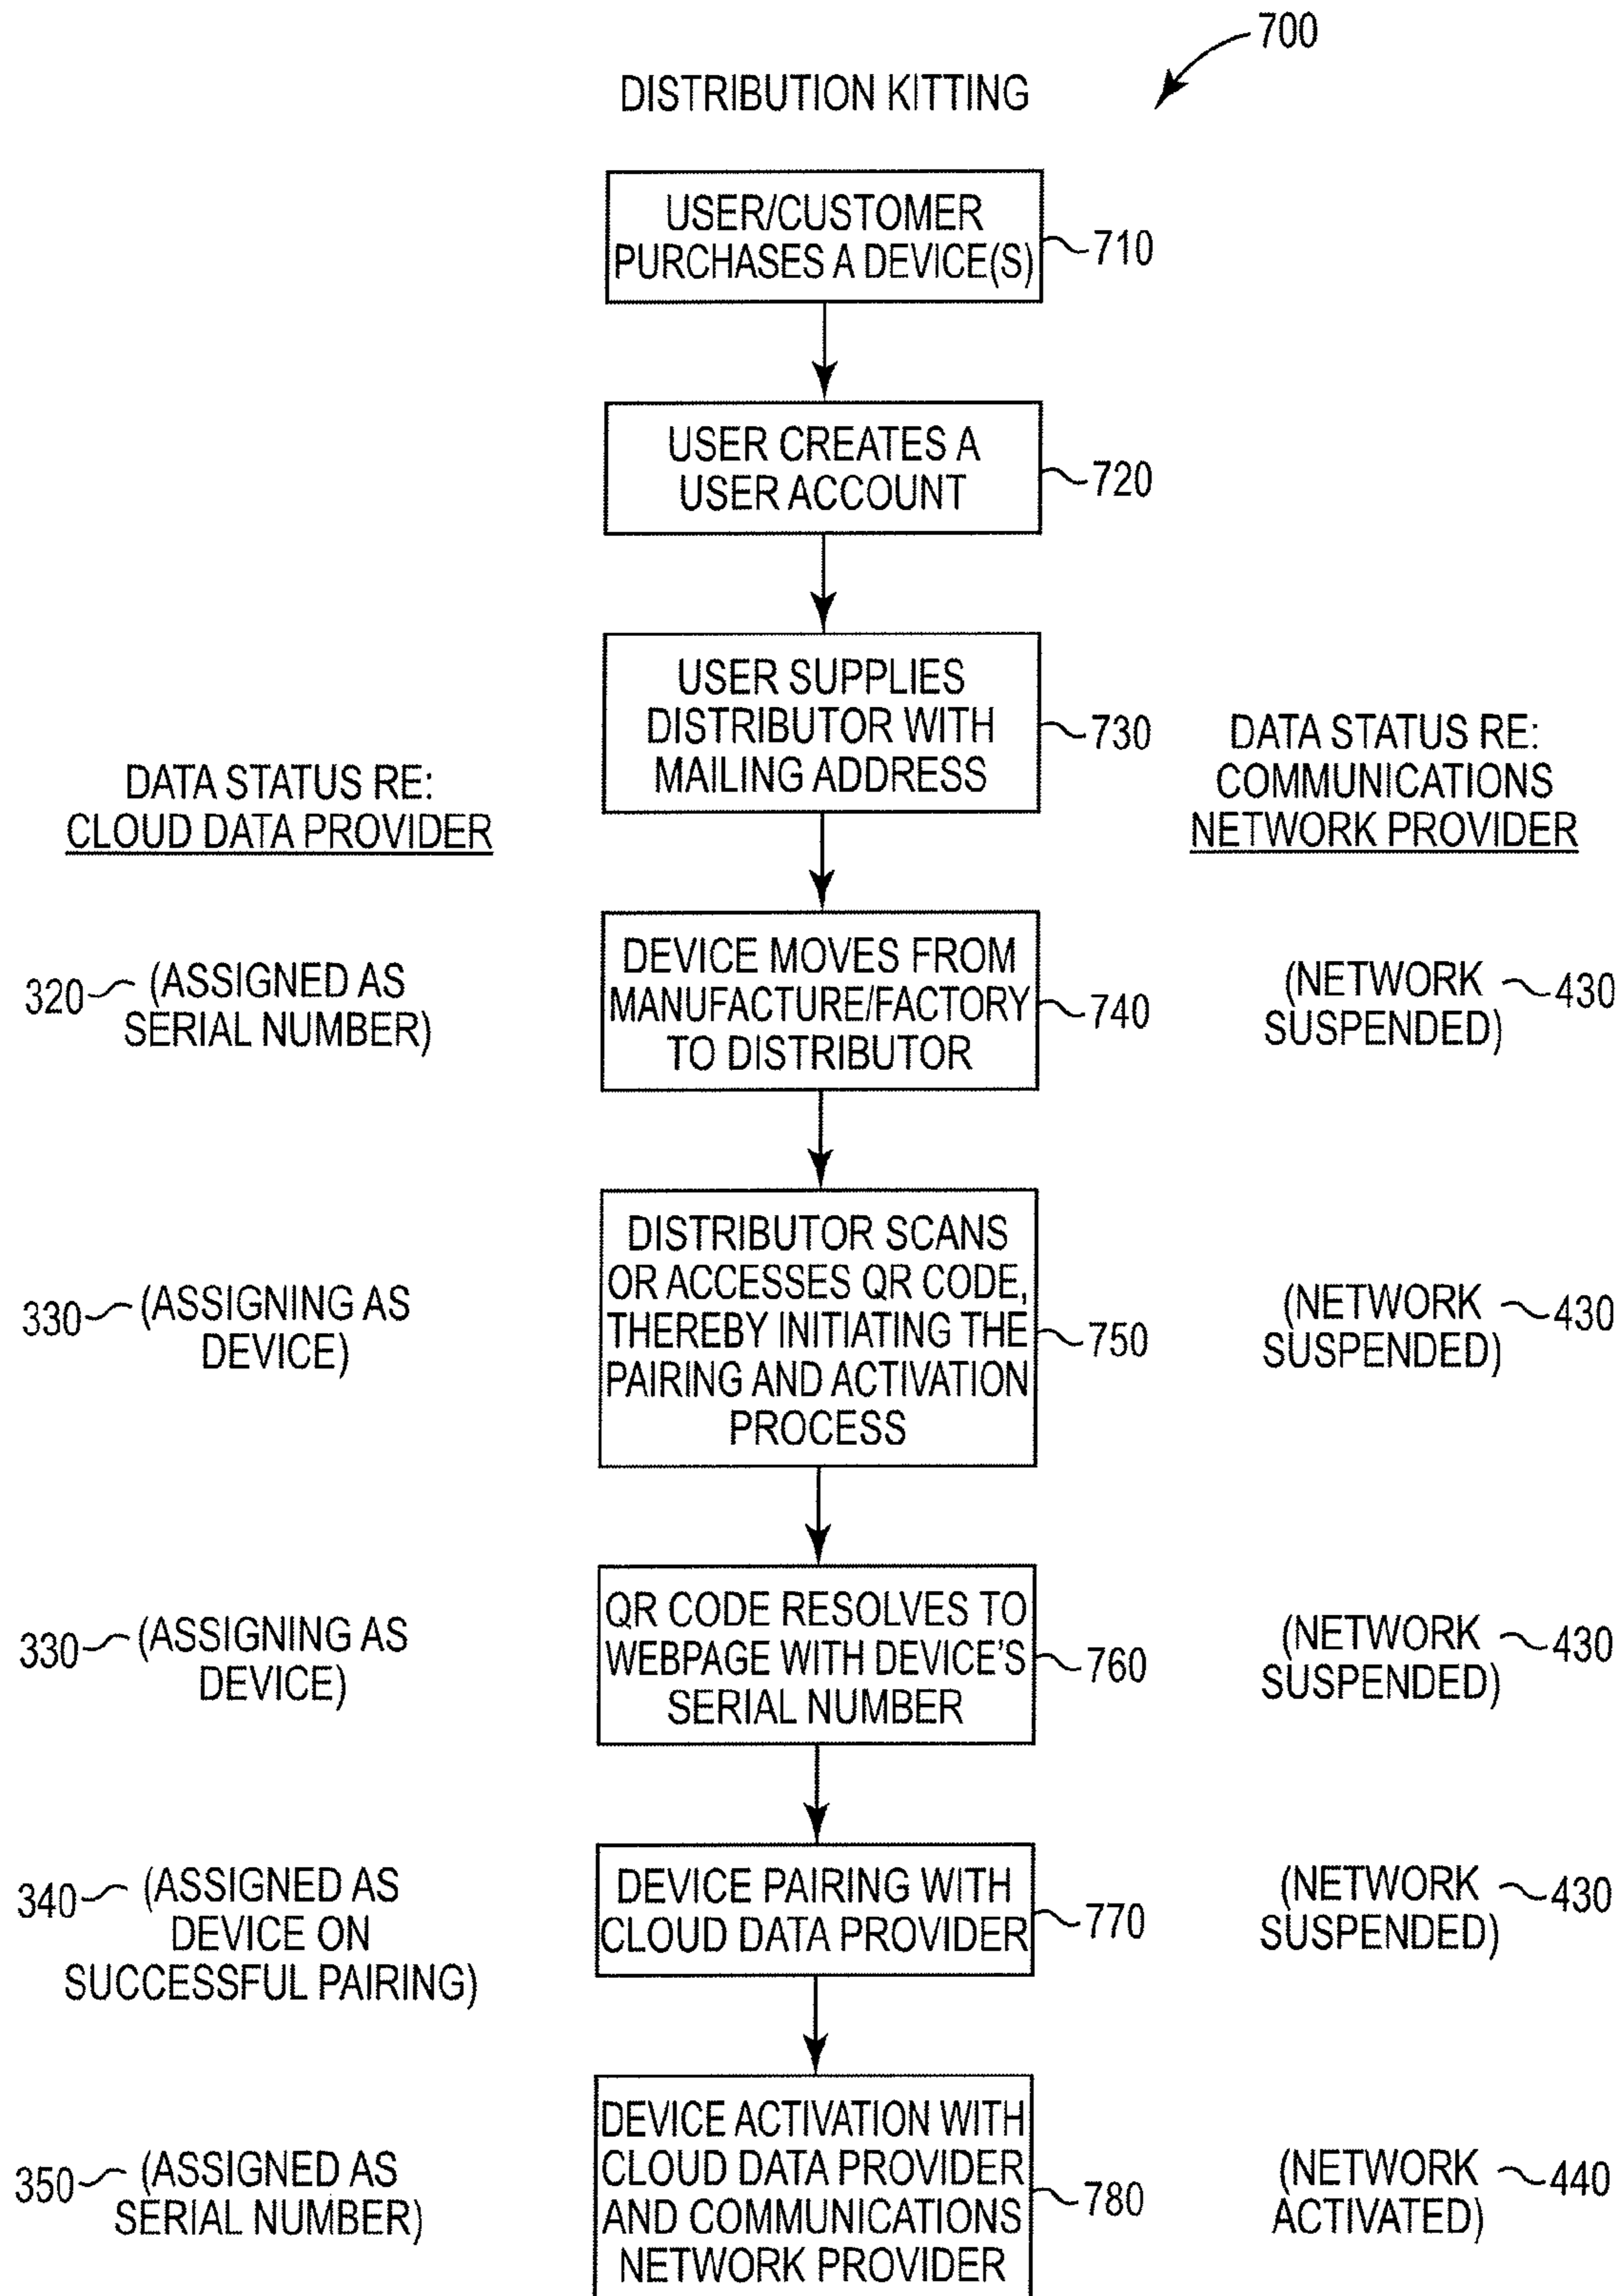 700
DISTRIBUTION KITTING
USER/CUSTOMER
PURCHASES A DEVICE(S)
710
USER CREATES A
USER ACCOUNT
720
USER SUPPLIES
DISTRIBUTOR WITH
MAILING ADDRESS
730
DATA STATUS RE:
CLOUD DATA PROVIDER
DATA STATUS RE:
COMMUNICATIONS
NETWORK PROVIDER
320
(ASSIGNED AS
SERIAL NUMBER)
DEVICE MOVES FROM
MANUFACTURE/FACTORY
TO DISTRIBUTOR
740
(NETWORK
SUSPENDED)
430
330
(ASSIGNING AS
DEVICE)
DISTRIBUTOR SCANS
OR ACCESSES QR CODE,
THEREBY INITIATING THE
PAIRING AND ACTIVATION
PROCESS
750
(NETWORK
SUSPENDED)
430
330
(ASSIGNING AS
DEVICE)
QR CODE RESOLVES TO
WEBPAGE WITH DEVICE'S
SERIAL NUMBER
760
(NETWORK
SUSPENDED)
430
340
(ASSIGNED AS
DEVICE ON
SUCCESSFUL PAIRING)
DEVICE PAIRING WITH
CLOUD DATA PROVIDER
770
(NETWORK
SUSPENDED)
430
350
(ASSIGNED AS
SERIAL NUMBER)
DEVICE ACTIVATION WITH
CLOUD DATA PROVIDER
AND COMMUNICATIONS
NETWORK PROVIDER
780
(NETWORK
ACTIVATED)
440